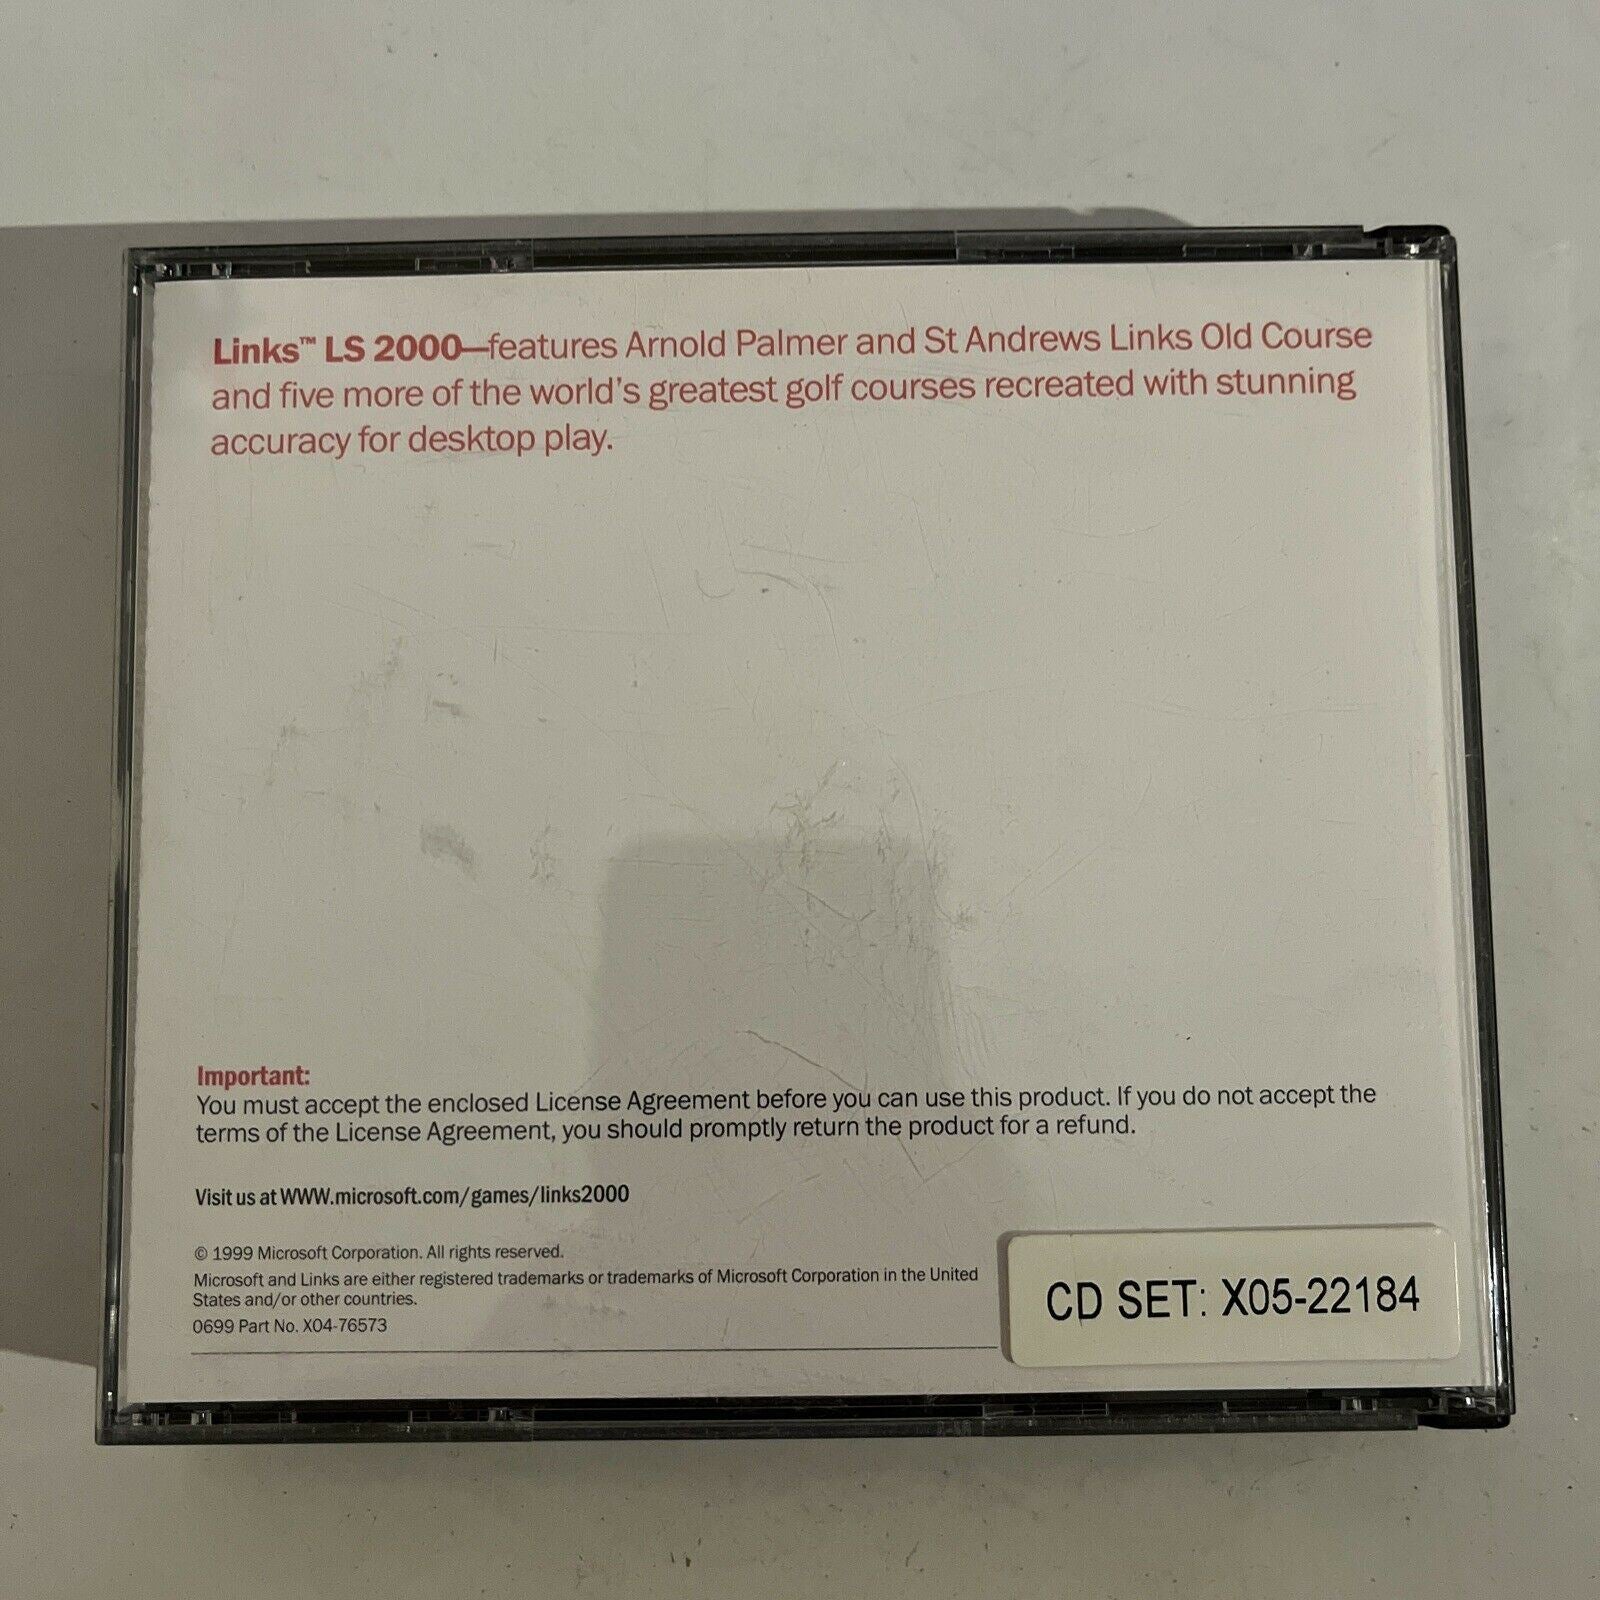 Links™ LS 2000—features Arnold Palmer and St Andrews Links Old Course
and five more of the world's greatest golf courses recreated with stunning
accuracy for desktop play.
Important:
You must accept the enclosed License Agreement before you can use this product. If you do not accept the
terms of the License Agreement, you should promptly return the product for a refund.
Visit us at WWW.microsoft.com/games/links2000
© 1999 Microsoft Corporation. All rights reserved.
Microsoft and Links are either registered trademarks or trademarks of Microsoft Corporation in the United
States and/or other countries.
0699 Part No. X04-76573
CD SET: X05-22184